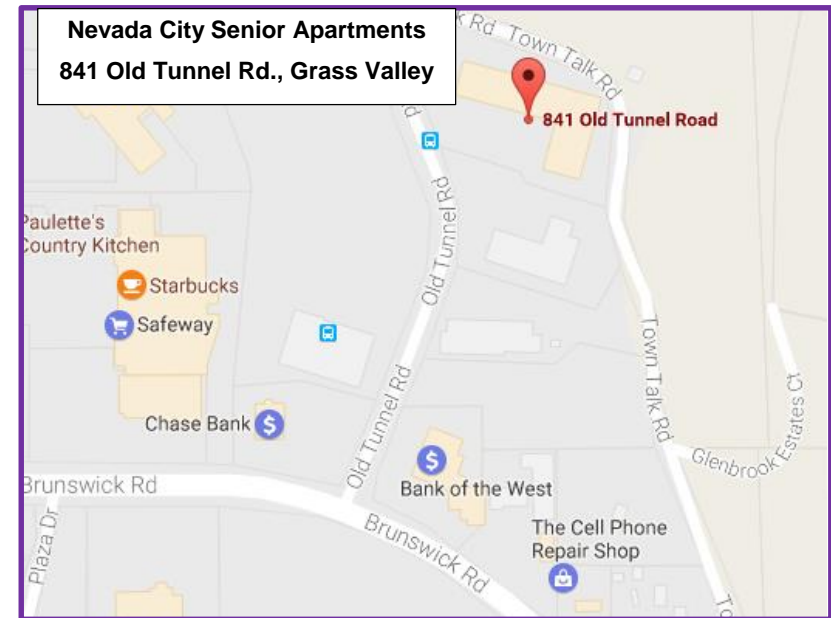 Nevada City Senior Apartments
841 Old Tunnel Rd., Grass Valley
Rd Town Talk Rd
841 Old Tunnel Road
Old Tunnel Rd
Paulette's
Country Kitchen
Starbucks
Safeway
Town Talk Rd
Old Tunnel Rd
Chase Bank
Glenbrook Estates Ct
Bank of the West
Brunswick Rd
Brunswick Rd
Plaza Dr
The Cell Phone
Repair Shop